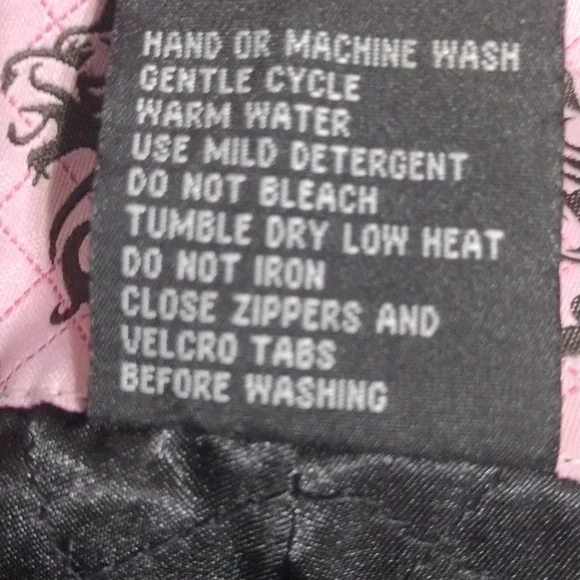 HAND OR MACHINE WASH
GENTLE CYCLE
WARM WATER
USE MILD DETERGENT
DO NOT BLEACH
TUMBLE DRY LOW HEAT
DO NOT IRON
CLOSE ZIPPERS AND
VELCRO TABS
BEFORE WASHING